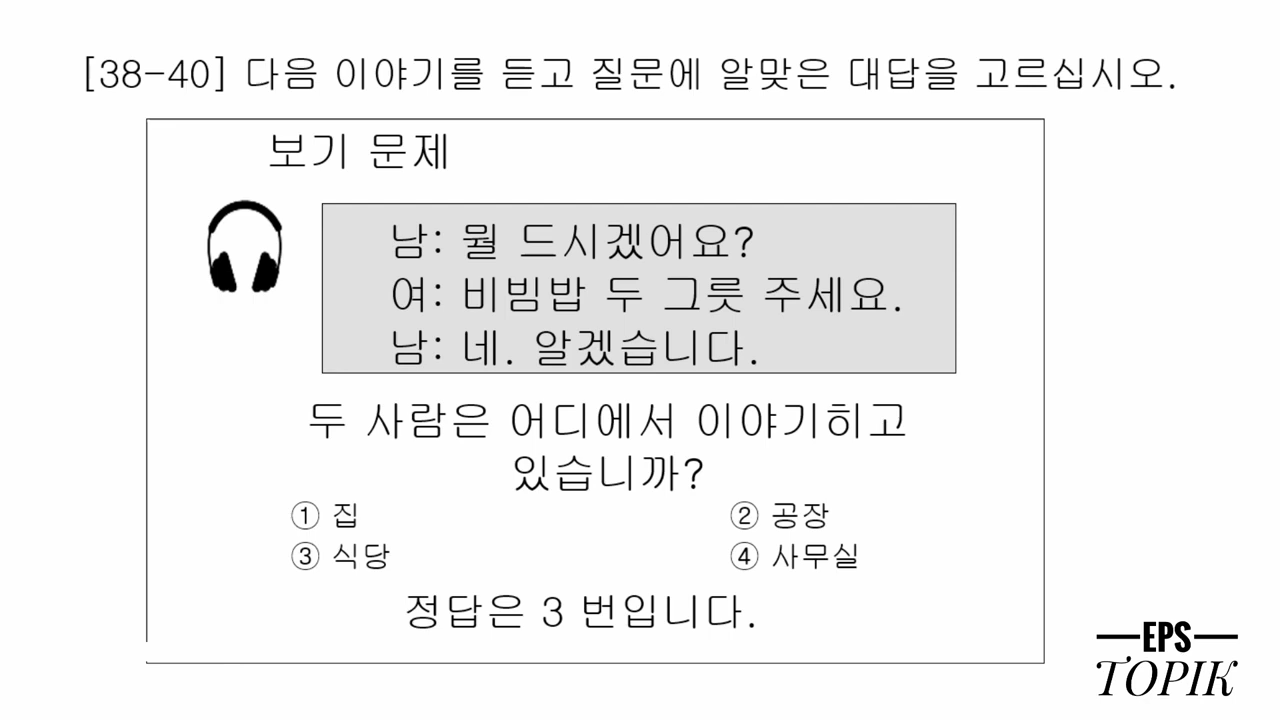 [38-40] 다음 이야기를 듣고 질문에 알맞은 대답을 고르십시오.
보기 문제
남: 뭘 드시겠어요?
여: 비빔밥 두 그릇 주세요.
남: 네. 알겠습니다.
두 사람은 어디에서 이야기히고
있습니까?
① 집 ② 공장
③ 식당 ④ 사무실
정답은 3 번입니다.
EPS
TOPIK